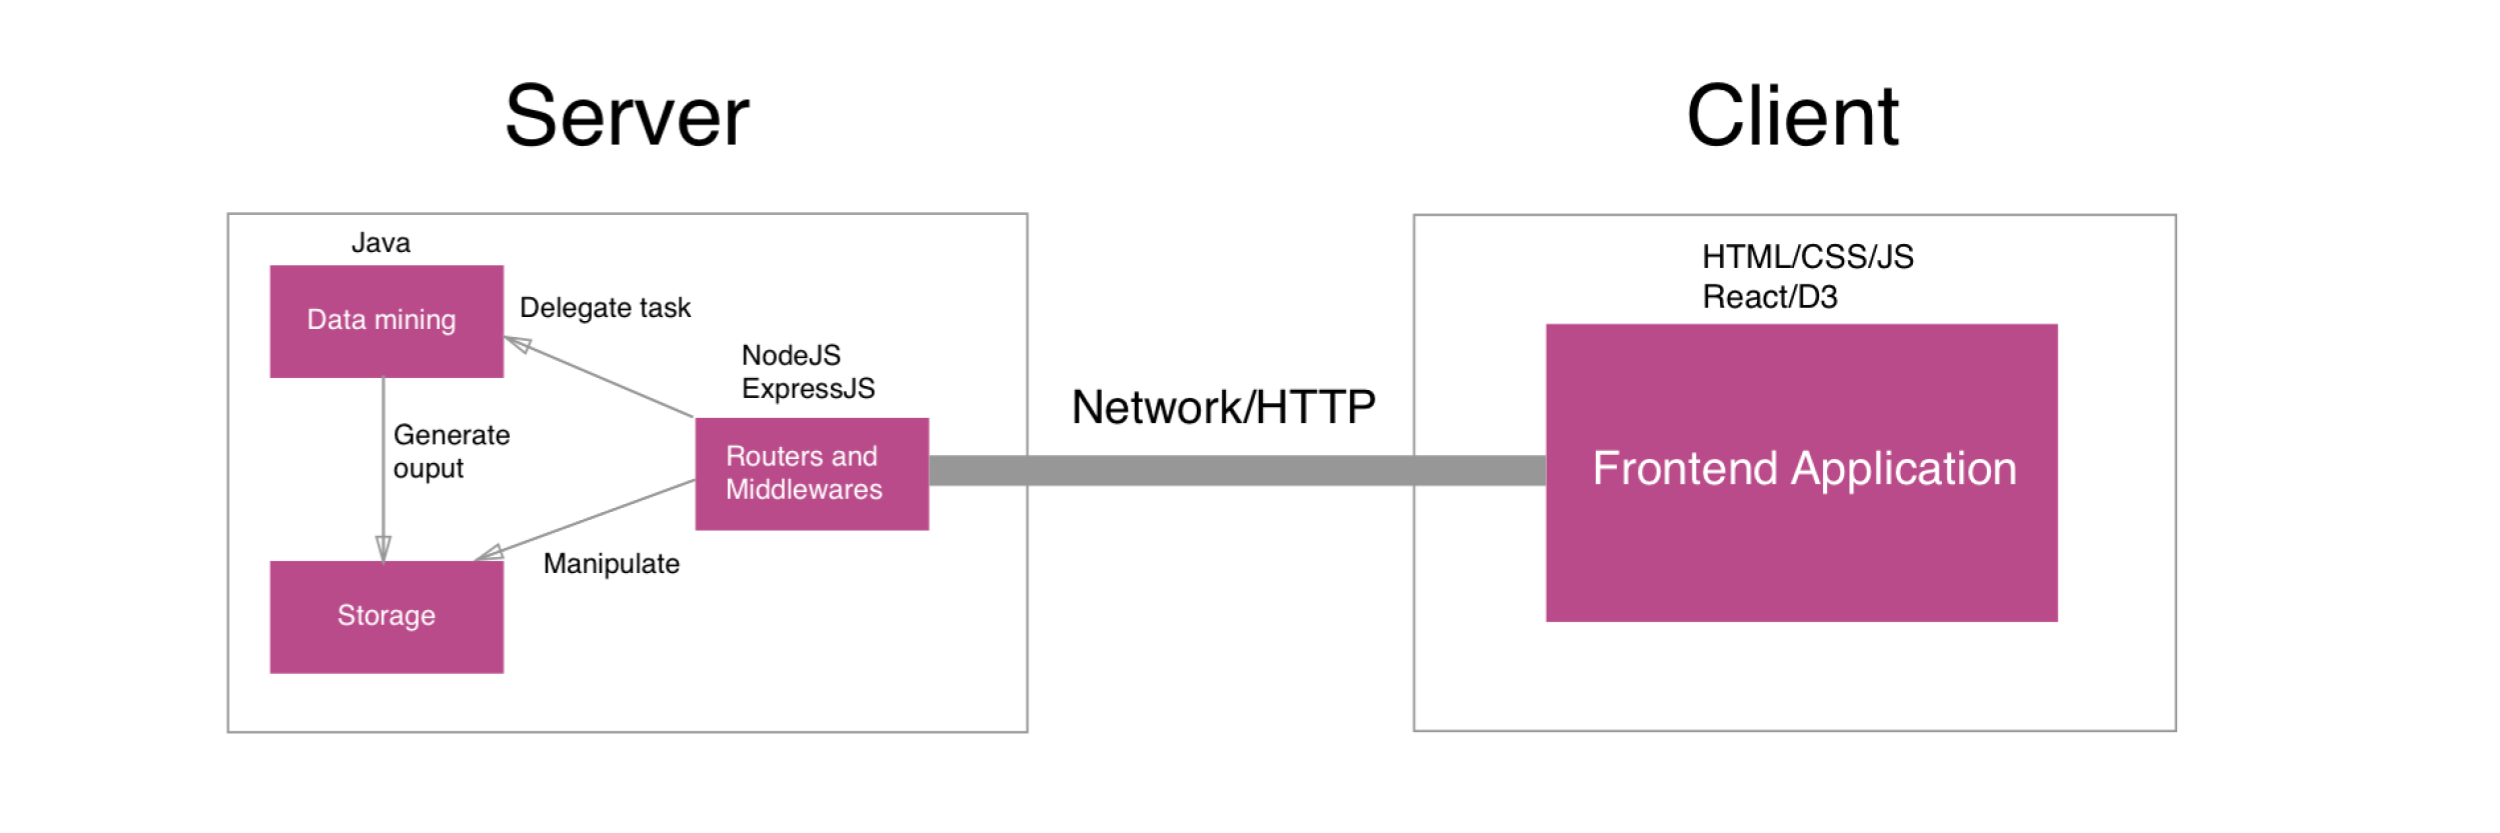 Server
Client
Java
Data mining
Delegate task
NodeJS
ExpressJS
Generate
ouput
Routers and
Middlewares
Manipulate
Storage
Network/HTTP
HTML/CSS/JS
React/D3
Frontend Application